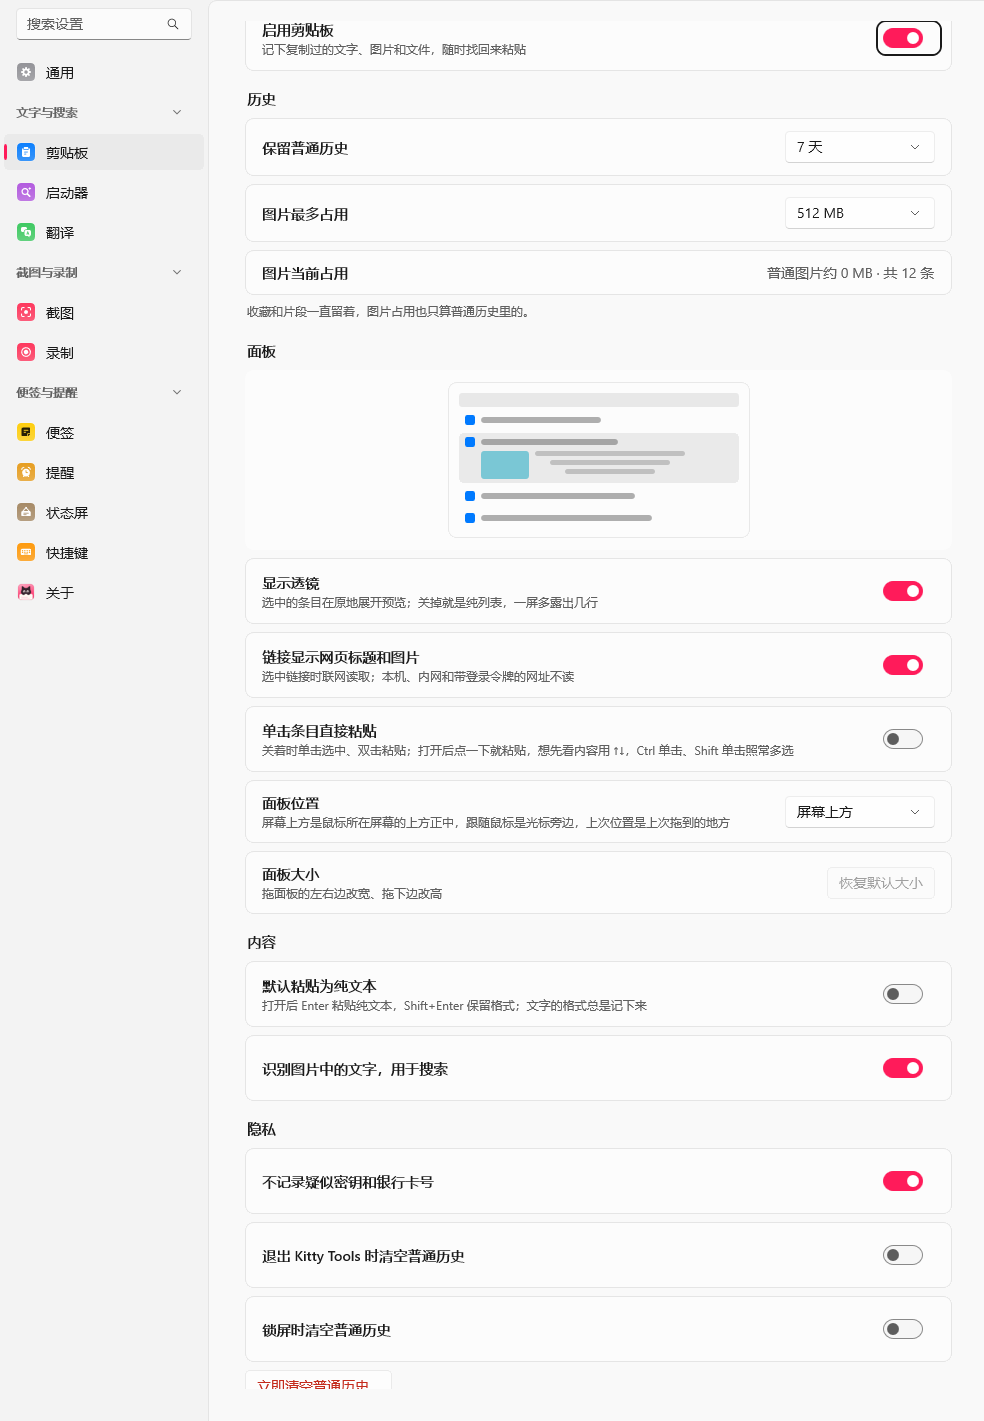 搜索设置
通用
文字与搜索
剪贴板
启动器
翻译
截图与录制
截图
录制
便签与提醒
便签
提醒
状态屏
快捷键
关于
启用剪贴板
记下复制过的文字、图片和文件，随时找回来粘贴
历史
保留普通历史
7 天
图片最多占用
512 MB
图片当前占用
普通图片约 0 MB · 共 12 条
收藏和片段一直留着，图片占用也只算普通历史里的。
面板
显示透镜
选中的条目在原地展开预览；关掉就是纯列表，一屏多露出几行
链接显示网页标题和图片
选中链接时联网读取；本机、内网和带登录令牌的网址不读
单击条目直接粘贴
关着时单击选中、双击粘贴；打开后点一下就粘贴，想先看内容用 ↑↓，Ctrl 单击、Shift 单击照常多选
面板位置
屏幕上方是鼠标所在屏幕的上方正中，跟随鼠标是光标旁边，上次位置是上次拖到的地方
屏幕上方
面板大小
拖面板的左右边改宽、拖下边改高
恢复默认大小
内容
默认粘贴为纯文本
打开后 Enter 粘贴纯文本，Shift+Enter 保留格式；文字的格式总是记下来
识别图片中的文字，用于搜索
隐私
不记录疑似密钥和银行卡号
退出 Kitty Tools 时清空普通历史
锁屏时清空普通历史
立即清空普通历史